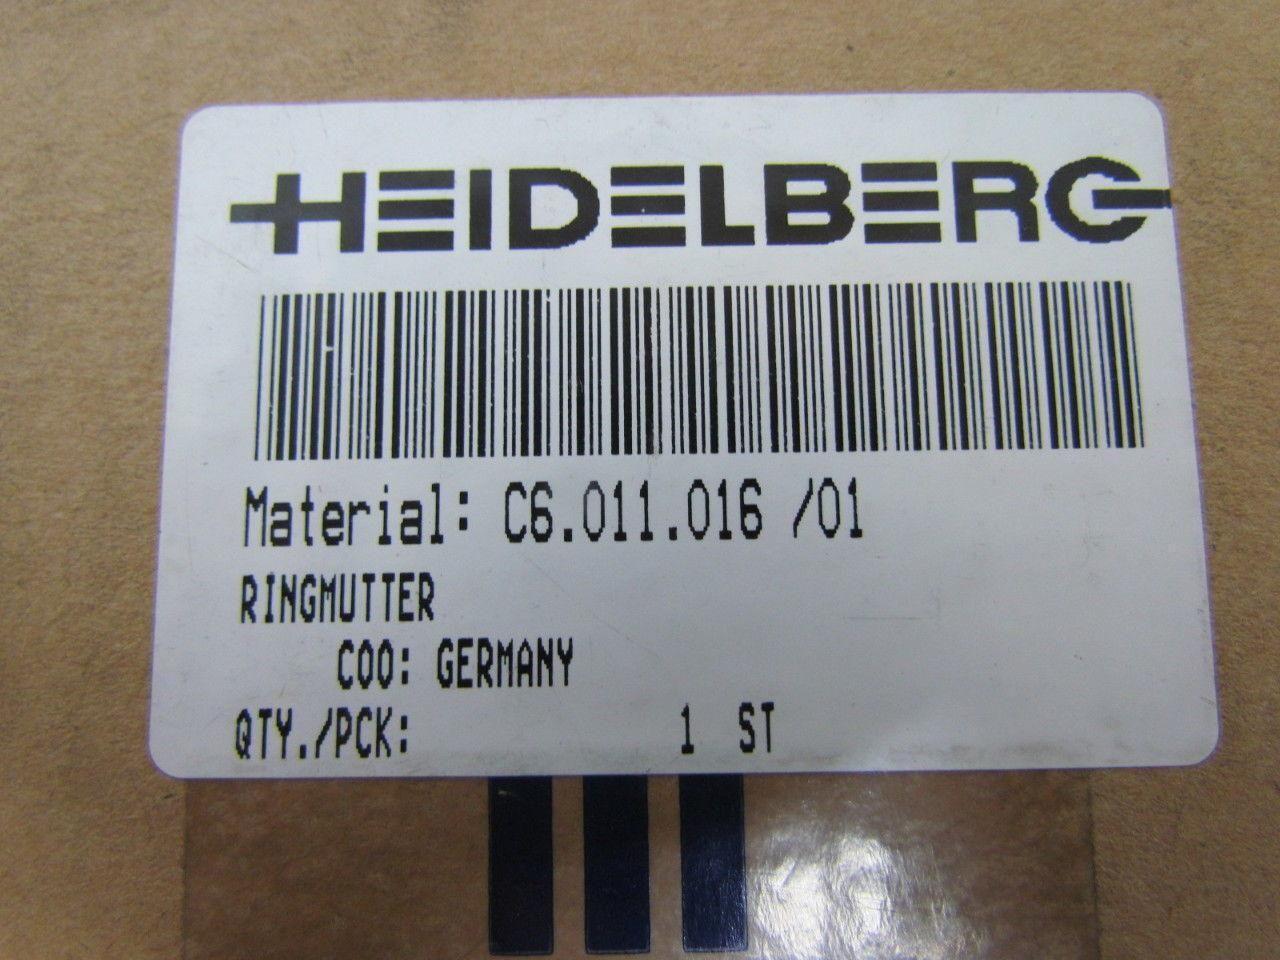 HEIDELBERG
Material: C6.011.016 /01
RINGMUTTER
COO: GERMANY
QTY./PCK: 1 ST